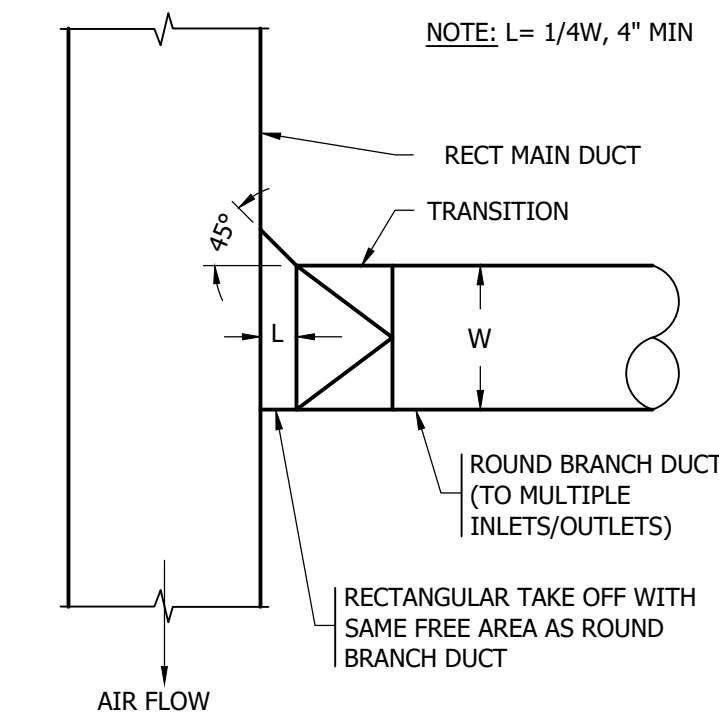 NOTE: L= 1/4W, 4" MIN
RECT MAIN DUCT
TRANSITION
45°
L
W
ROUND BRANCH DUCT
(TO MULTIPLE
INLETS/OUTLETS)
RECTANGULAR TAKE OFF WITH
SAME FREE AREA AS ROUND
BRANCH DUCT
AIR FLOW